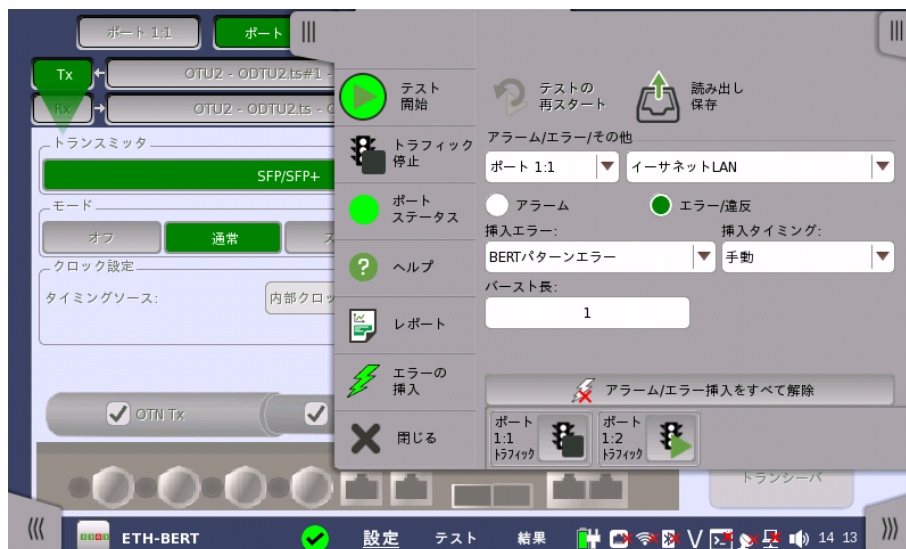 ポート 1:1
ポート
Tx
OTU2 - ODTU2.ts#1 -
Rx
OTU2 - ODTU2.ts - O
トランスミッタ
SFP/SFP+
モード
オフ
通常
ス
クロック設定
タイミングソース:
内部クロッ
OTN Tx
テスト
開始
トラフィック
停止
ポート
ステータス
ヘルプ
レポート
エラーの
挿入
閉じる
テストの
再スタート
読み出し
保存
アラーム/エラー/その他
ポート 1:1
イーサネットLAN
アラーム
エラー/違反
挿入エラー:
挿入タイミング:
BERTパターンエラー
手動
バースト長:
1
アラーム/エラー挿入をすべて解除
ポート
1:1
トラフィック
ポート
1:2
トラフィック
トランシーバ
ETH-BERT
設定
テスト
結果
14 13